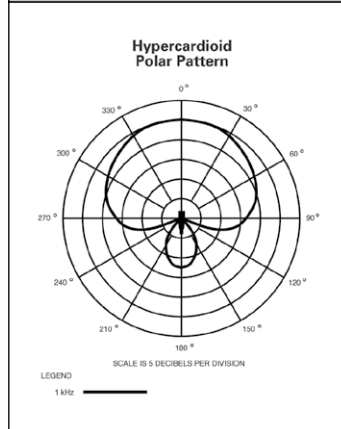 Hypercardioid
Polar Pattern
0°
330°
30°
300°
60°
270°
90°
240°
120°
210°
150°
180°
SCALE IS 5 DECIBELS PER DIVISION
LEGEND
1 kHz